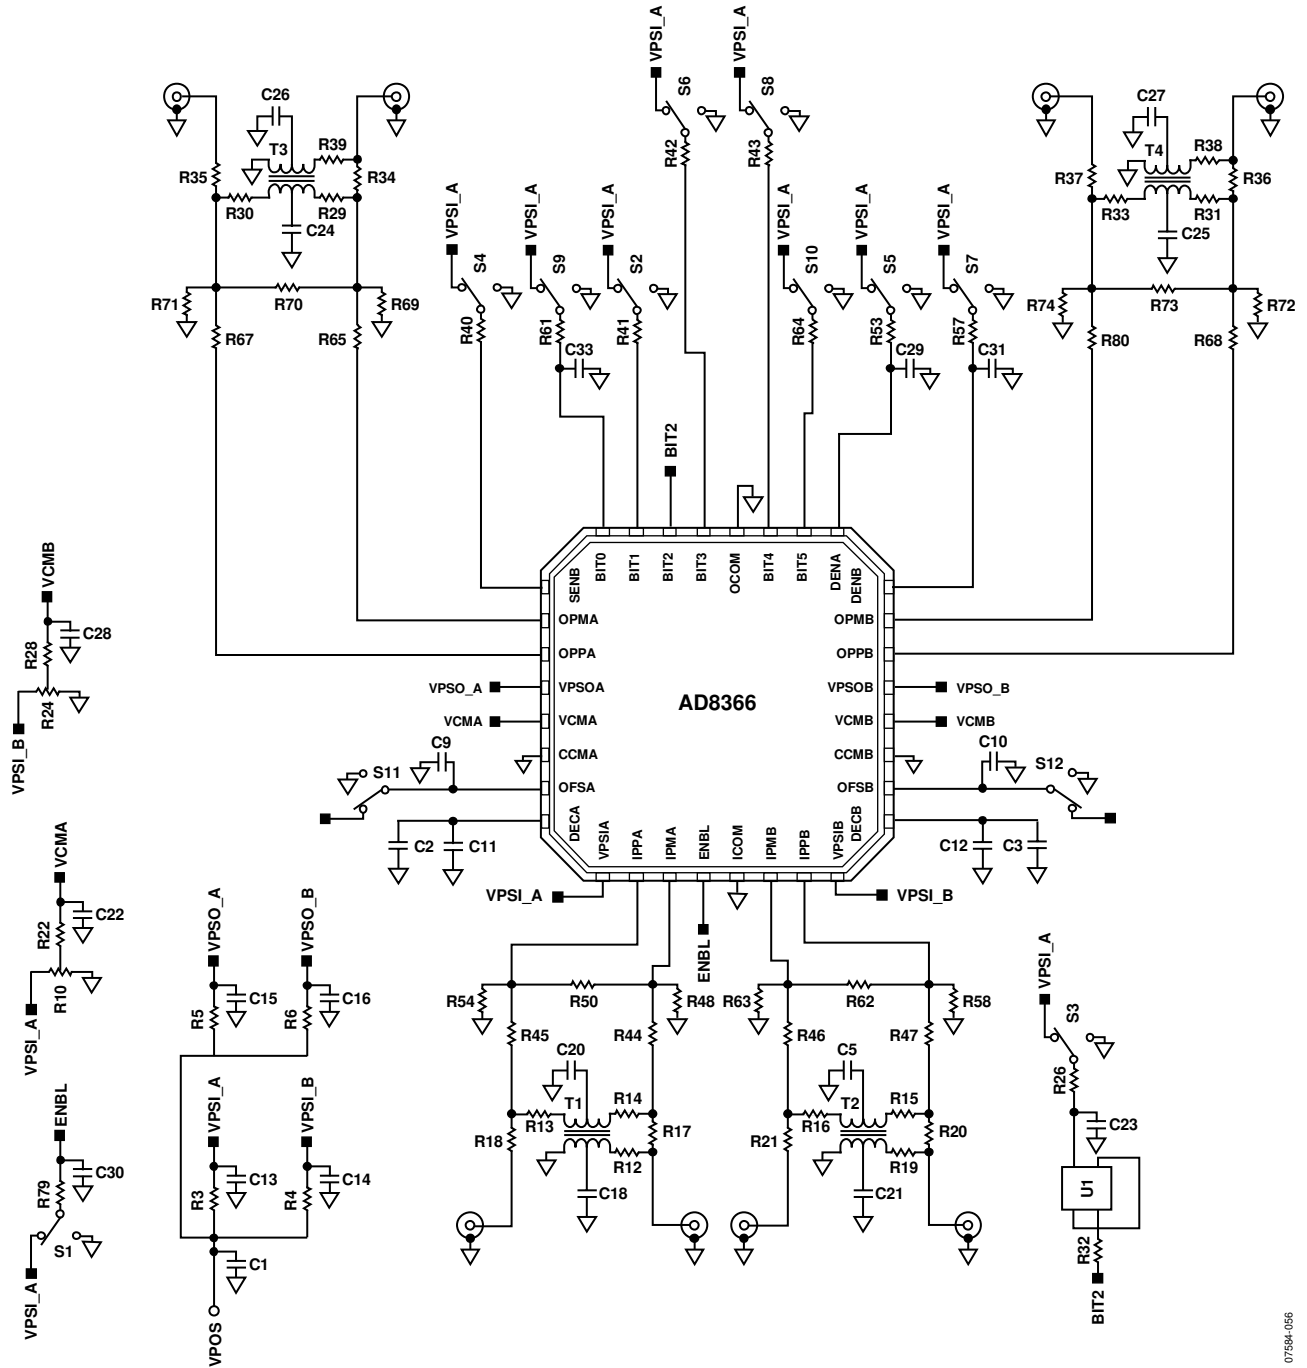 VPSI_A
VPSI_A
S6
S8
R42
R43
C26
T3
R39
R35
R34
R30
R29
C24
R71
R70
R69
R67
R65
VPSI_A
VPSI_A
VPSI_A
S4
S9
S2
R40
R61
R41
C33
VPSI_A
VPSI_A
VPSI_A
S10
S5
S7
R64
R53
R57
C29
C31
C27
T4
R38
R37
R36
R33
R31
C25
R74
R73
R72
R80
R68
BIT2
SENB
BIT0
BIT1
BIT2
BIT3
OCOM
BIT4
BIT5
DENA
DENB
OPMA
OPMB
OPPA
OPPB
VPSO_A
VPSOA
AD8366
VPSOB
VPSO_B
VCMA
VCMA
VCMB
VCMB
CCMA
CCMB
OFSA
OFSB
C9
S11
C10
S12
C2
C11
C12
C3
DECA
VPSIA
IPPA
IPMA
ENBL
ICOM
IPMB
IPPB
VPSIB
DECB
VPSI_A
ENBL
VPSI_B
VCMB
C28
R28
R24
VPSI_B
VCMA
C22
R22
R10
VPSI_A
VPSO_A
VPSO_B
C15
C16
R5
R6
VPSI_A
VPSI_B
C13
C14
R3
R4
C1
VPOS
ENBL
C30
R79
S1
VPSI_A
R54
R50
R48
R45
R44
C20
T1
R14
R13
R18
R17
R12
C18
R63
R62
R58
R46
R47
C5
T2
R15
R16
R21
R20
R19
C21
VPSI_A
S3
R26
C23
U1
R32
BIT2
07584-056